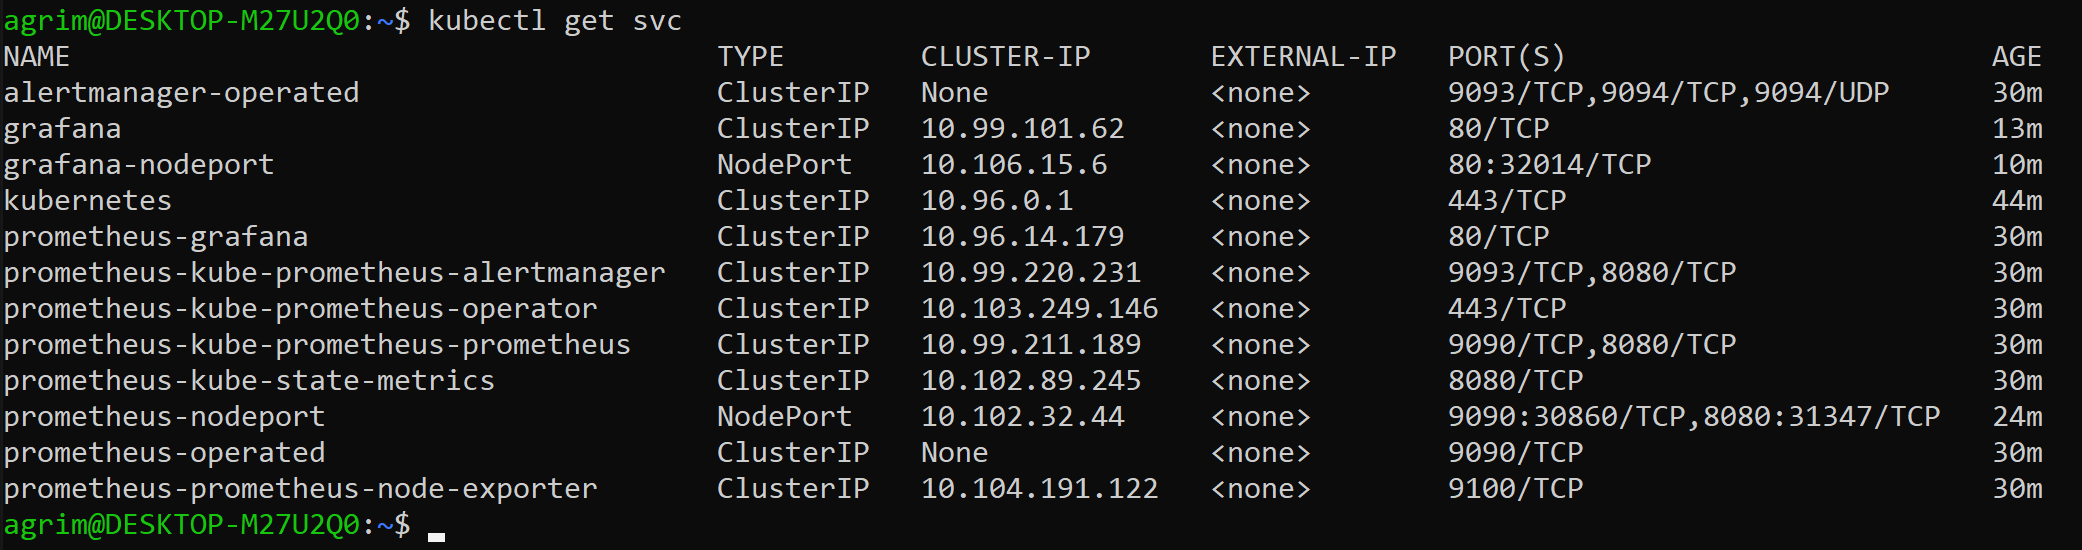 agrim@DESKTOP-M27U2Q0:~$ kubectl get svc
NAME TYPE CLUSTER-IP EXTERNAL-IP PORT(S) AGE
alertmanager-operated ClusterIP None <none> 9093/TCP,9094/TCP,9094/UDP 30m
grafana ClusterIP 10.99.101.62 <none> 80/TCP 13m
grafana-nodeport NodePort 10.106.15.6 <none> 80:32014/TCP 10m
kubernetes ClusterIP 10.96.0.1 <none> 443/TCP 44m
prometheus-grafana ClusterIP 10.96.14.179 <none> 80/TCP 30m
prometheus-kube-prometheus-alertmanager ClusterIP 10.99.220.231 <none> 9093/TCP,8080/TCP 30m
prometheus-kube-prometheus-operator ClusterIP 10.103.249.146 <none> 443/TCP 30m
prometheus-kube-prometheus-prometheus ClusterIP 10.99.211.189 <none> 9090/TCP,8080/TCP 30m
prometheus-kube-state-metrics ClusterIP 10.102.89.245 <none> 8080/TCP 30m
prometheus-nodeport NodePort 10.102.32.44 <none> 9090:30860/TCP,8080:31347/TCP 24m
prometheus-operated ClusterIP None <none> 9090/TCP 30m
prometheus-prometheus-node-exporter ClusterIP 10.104.191.122 <none> 9100/TCP 30m
agrim@DESKTOP-M27U2Q0:~$